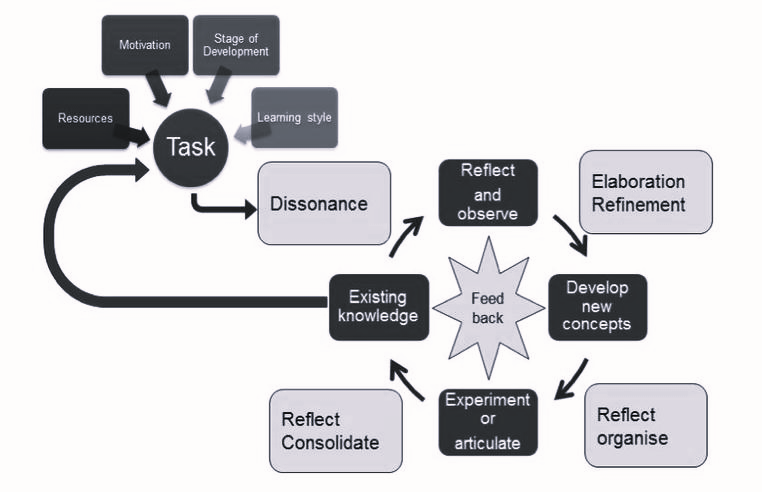 Motivation
Stage of
Development
Resources
Learning style
Task
Dissonance
Reflect
and
observe
Elaboration
Refinement
Existing
knowledge
Feed
back
Develop
new
concepts
Reflect
Consolidate
Experiment
or
articulate
Reflect
organise